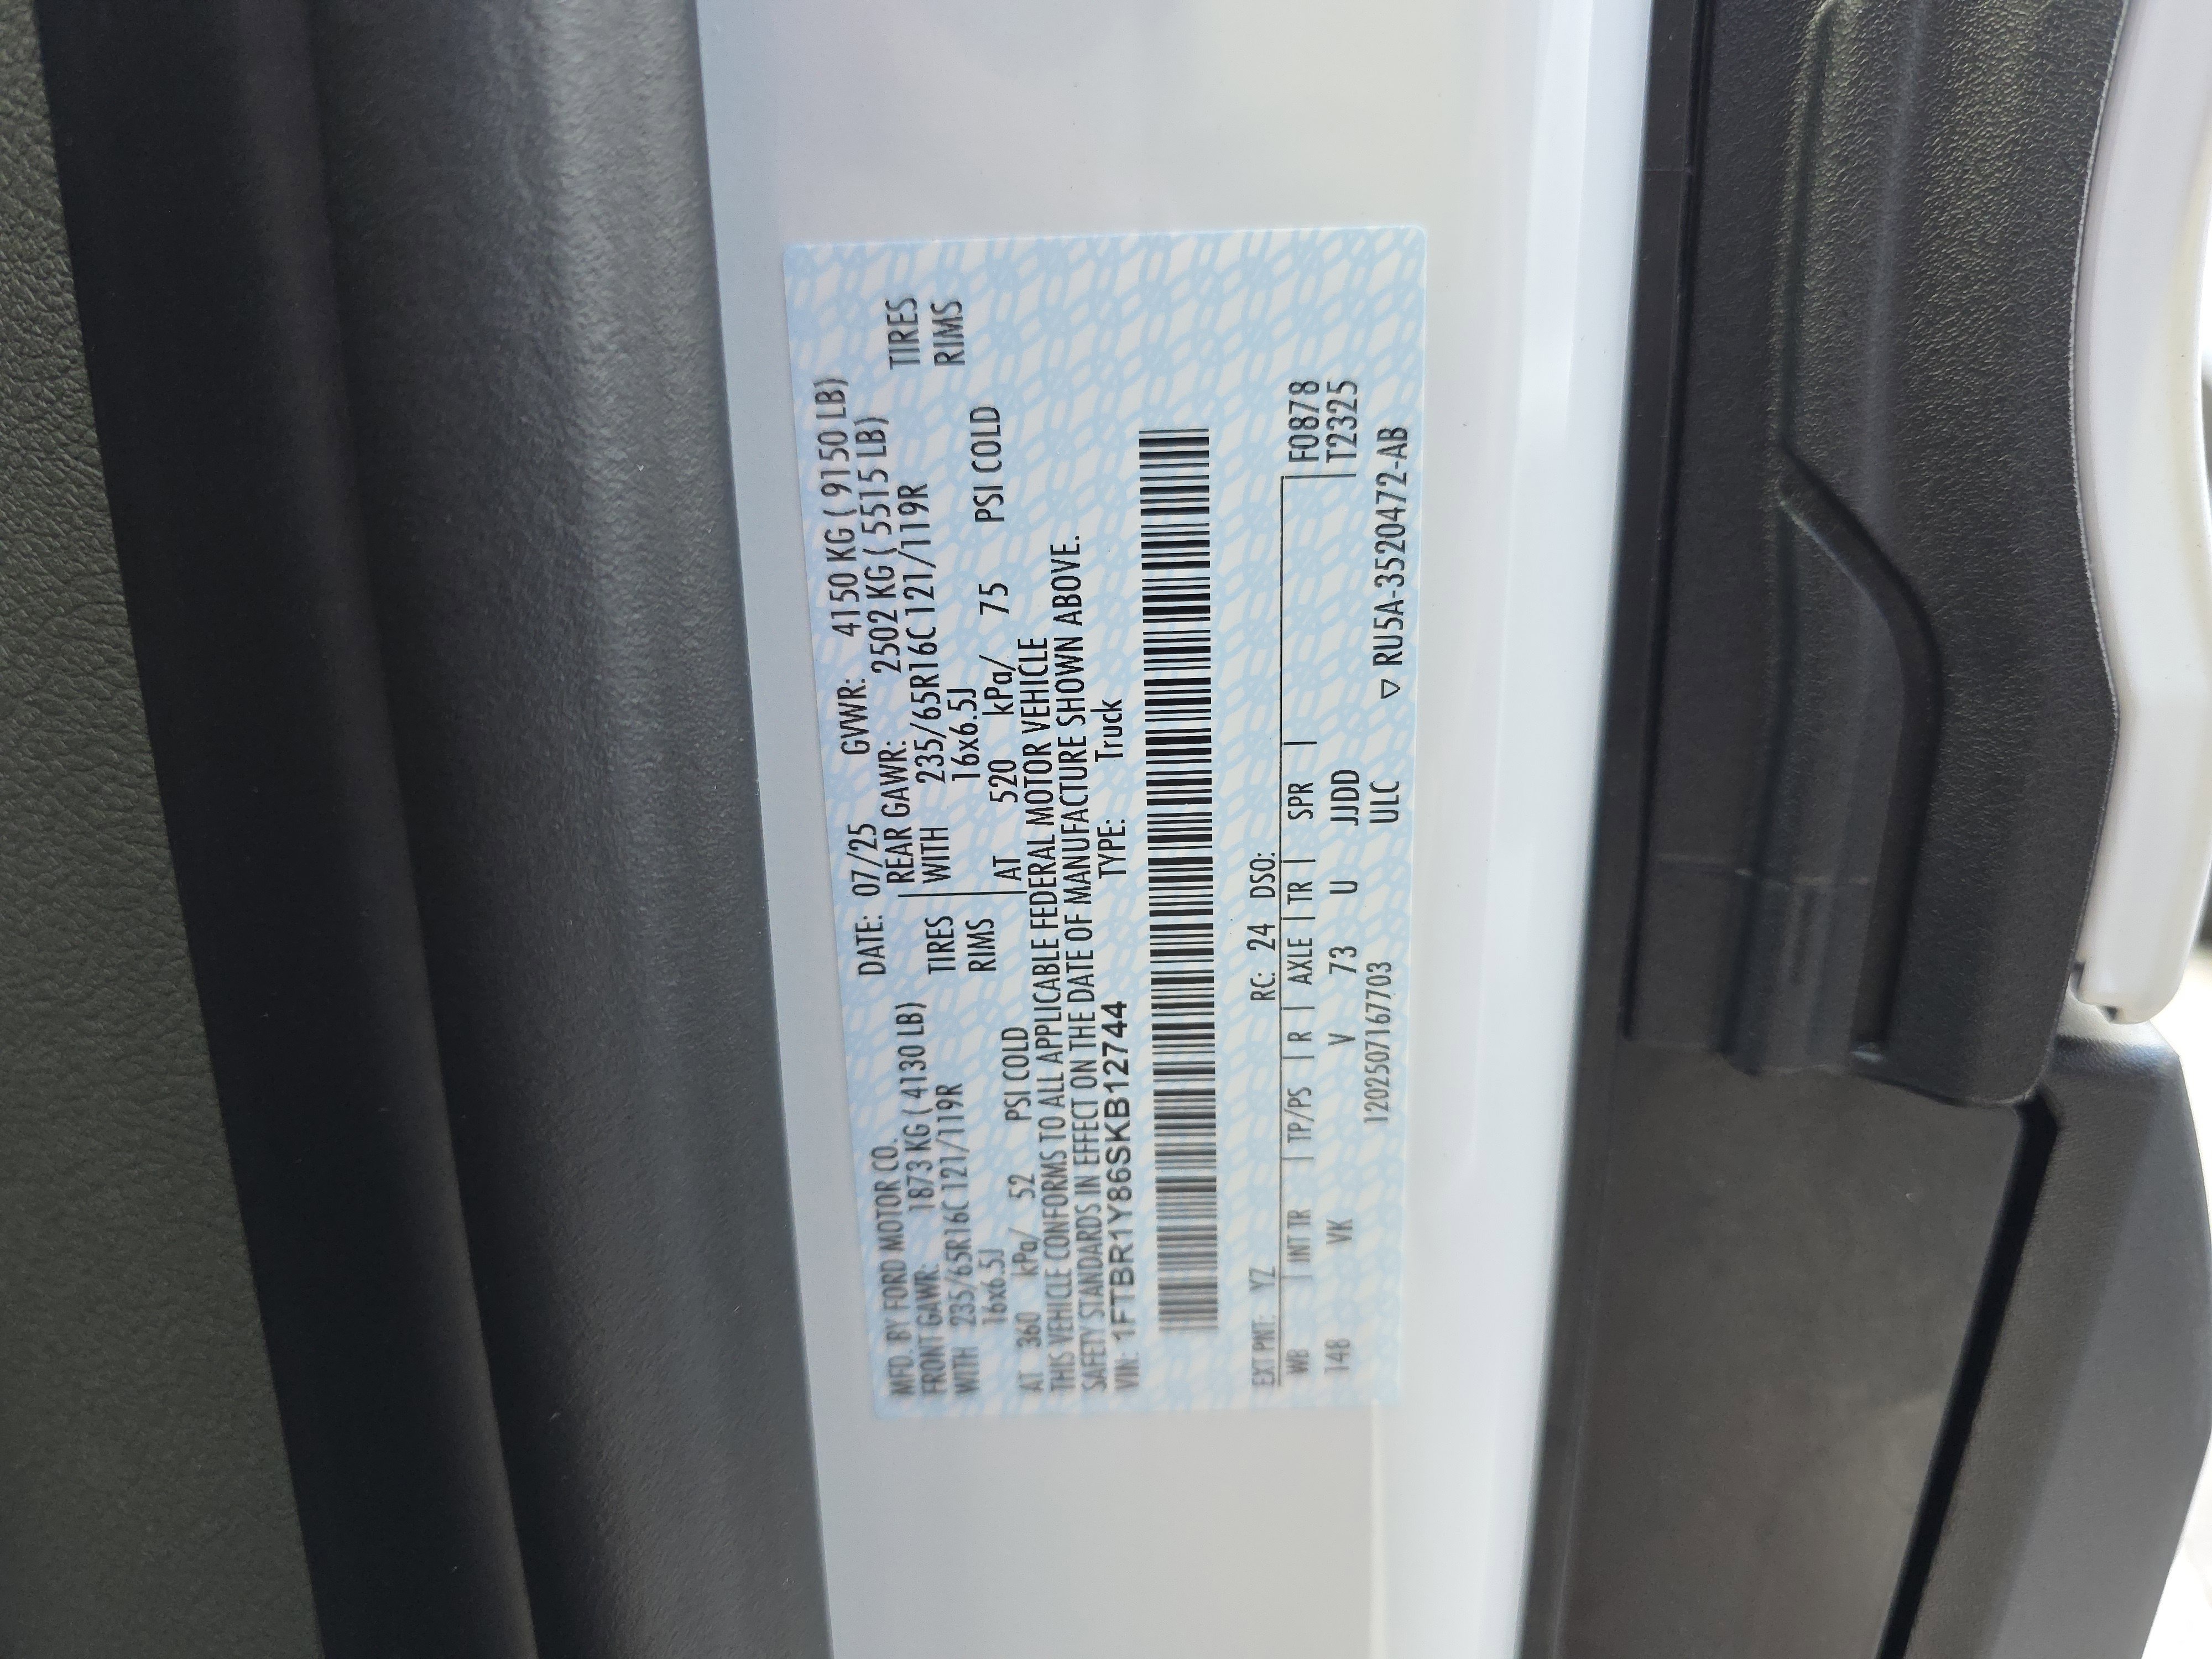 MFD. BY FORD MOTOR CO. DATE: 07/25 GVWR: 4150 KG ( 9150 LB)
FRONT GAWR: 1873 KG ( 4130 LB) REAR GAWR: 2502 KG ( 5515 LB)
WITH 235/65R16C 121/119R TIRES WITH 235/65R16C 121/119R TIRES
16x6.5J RIMS 16x6.5J RIMS
AT 360 kPa/ 52 PSI COLD AT 520 kPa/ 75 PSI COLD
THIS VEHICLE CONFORMS TO ALL APPLICABLE FEDERAL MOTOR VEHICLE
SAFETY STANDARDS IN EFFECT ON THE DATE OF MANUFACTURE SHOWN ABOVE.
VIN: 1FTBR1Y86SKB12744 TYPE: Truck
EXT PNT: YZ RC: 24 DSO:
WB | INT TR | TP/PS | R | AXLE | TR | SPR | F0878
148 VK V 73 U JJDD T2325
120250716​7703 ULC ▽ RU5A-3520472-AB